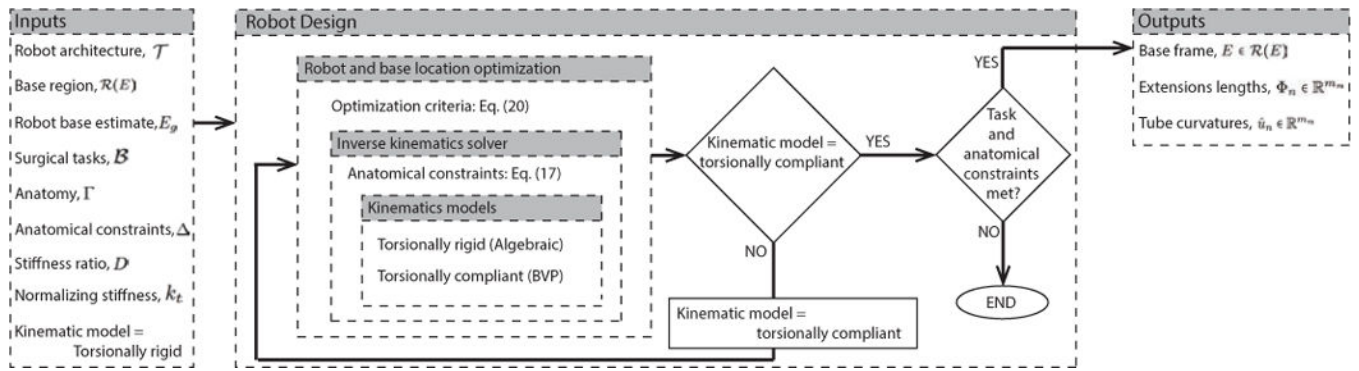 Inputs
Robot architecture, 𝒯
Base region, ℛ(E)
Robot base estimate, E_g
Surgical tasks, ℬ
Anatomy, Γ
Anatomical constraints, Δ
Stiffness ratio, D
Normalizing stiffness, k_t
Kinematic model =
Torsionally rigid
Robot Design
Robot and base location optimization
Optimization criteria: Eq. (20)
Inverse kinematics solver
Anatomical constraints: Eq. (17)
Kinematics models
Torsionally rigid (Algebraic)
Torsionally compliant (BVP)
Kinematic model =
torsionally compliant
YES
NO
Kinematic model =
torsionally compliant
Task
and
anatomical
constraints
met?
YES
NO
END
Outputs
Base frame, E ∈ ℛ(E)
Extensions lengths, Φ_n ∈ ℝ^{m_n}
Tube curvatures, û_n ∈ ℝ^{m_n}